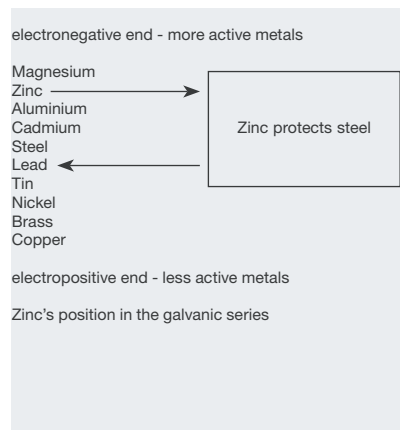 electronegative end - more active metals
Magnesium
Zinc
Aluminium
Cadmium
Steel
Lead
Tin
Nickel
Brass
Copper
Zinc protects steel
electropositive end - less active metals
Zinc’s position in the galvanic series